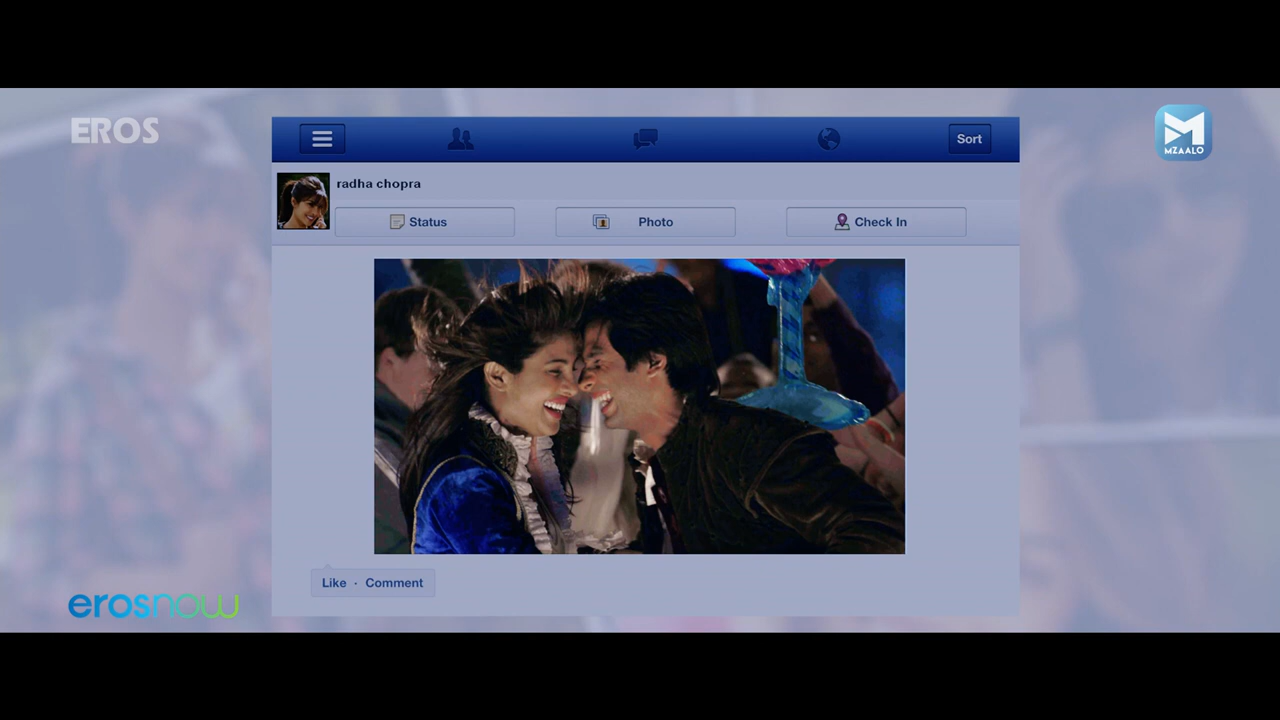 EROS
MZAALO
Sort
radha chopra
Status
Photo
Check In
Like · Comment
erosnow